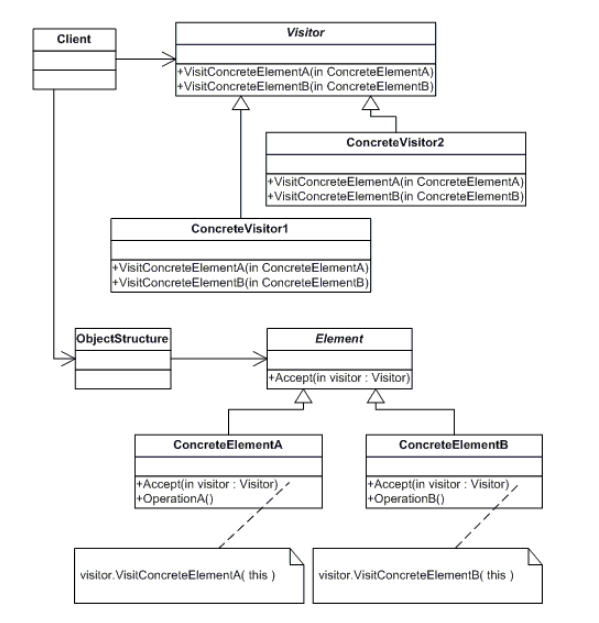 Client
Visitor
+VisitConcreteElementA(in ConcreteElementA)
+VisitConcreteElementB(in ConcreteElementB)
ConcreteVisitor2
+VisitConcreteElementA(in ConcreteElementA)
+VisitConcreteElementB(in ConcreteElementB)
ConcreteVisitor1
+VisitConcreteElementA(in ConcreteElementA)
+VisitConcreteElementB(in ConcreteElementB)
ObjectStructure
Element
+Accept(in visitor : Visitor)
ConcreteElementA
+Accept(in visitor : Visitor)
+OperationA()
ConcreteElementB
+Accept(in visitor : Visitor)
+OperationB()
visitor.VisitConcreteElementA( this )
visitor.VisitConcreteElementB( this )